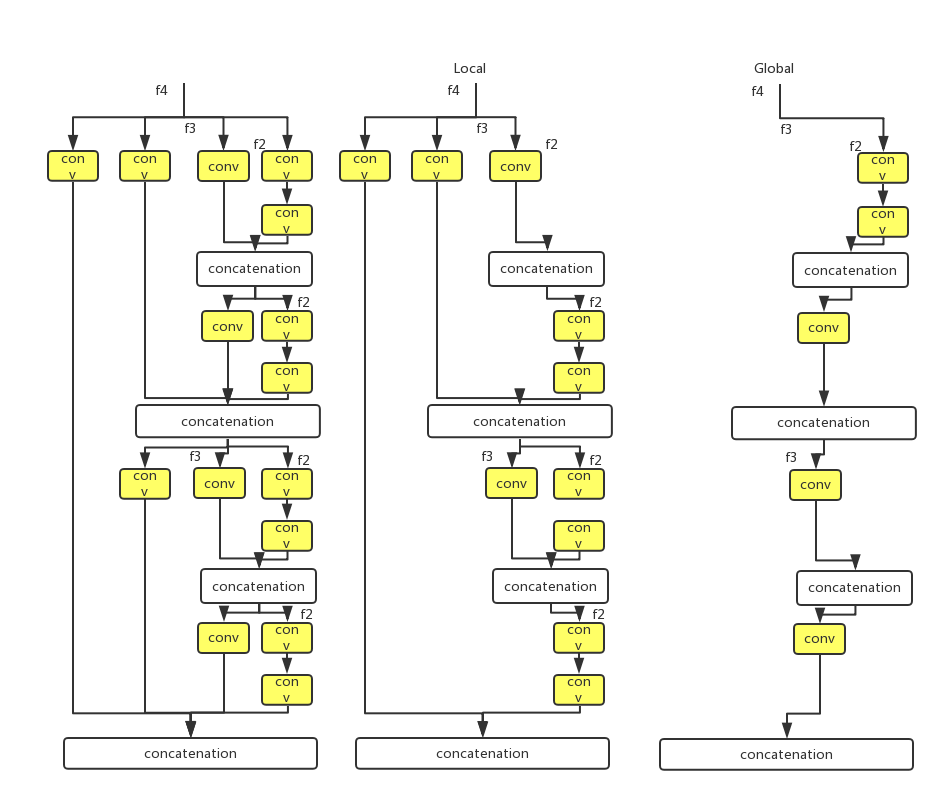 Local
Global
f4
f4
f4
f3
f3
f3
f2
f2
f2
con
v
con
v
conv
con
v
con
v
con
v
conv
con
v
con
v
con
v
concatenation
concatenation
concatenation
f2
f2
conv
con
v
con
v
conv
con
v
con
v
concatenation
concatenation
concatenation
f3
f2
f3
f2
f3
con
v
conv
con
v
conv
con
v
conv
con
v
con
v
concatenation
concatenation
concatenation
f2
f2
conv
con
v
con
v
conv
con
v
con
v
concatenation
concatenation
concatenation